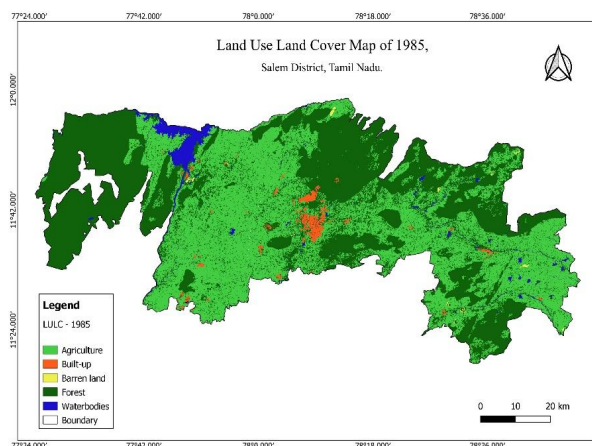 77°24.000' 77°42.000' 78°0.000' 78°18.000' 78°36.000'
Land Use Land Cover Map of 1985,
Salem District, Tamil Nadu.
12°0.000'
11°42.000'
11°24.000'
Legend
LULC - 1985
Agriculture
Built-up
Barren land
Forest
Waterbodies
Boundary
0 10 20 km
77°24.000' 77°42.000' 78°0.000' 78°18.000' 78°36.000'